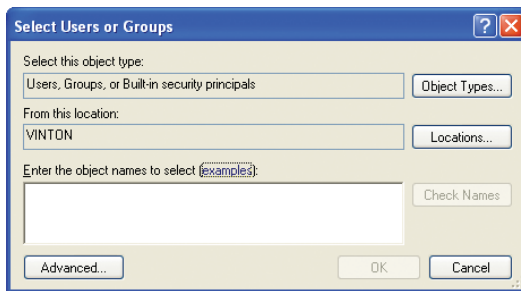 Select Users or Groups
Select this object type:
Users, Groups, or Built-in security principals
Object Types...
From this location:
VINTON
Locations...
Enter the object names to select (examples):
Check Names
Advanced...
OK
Cancel